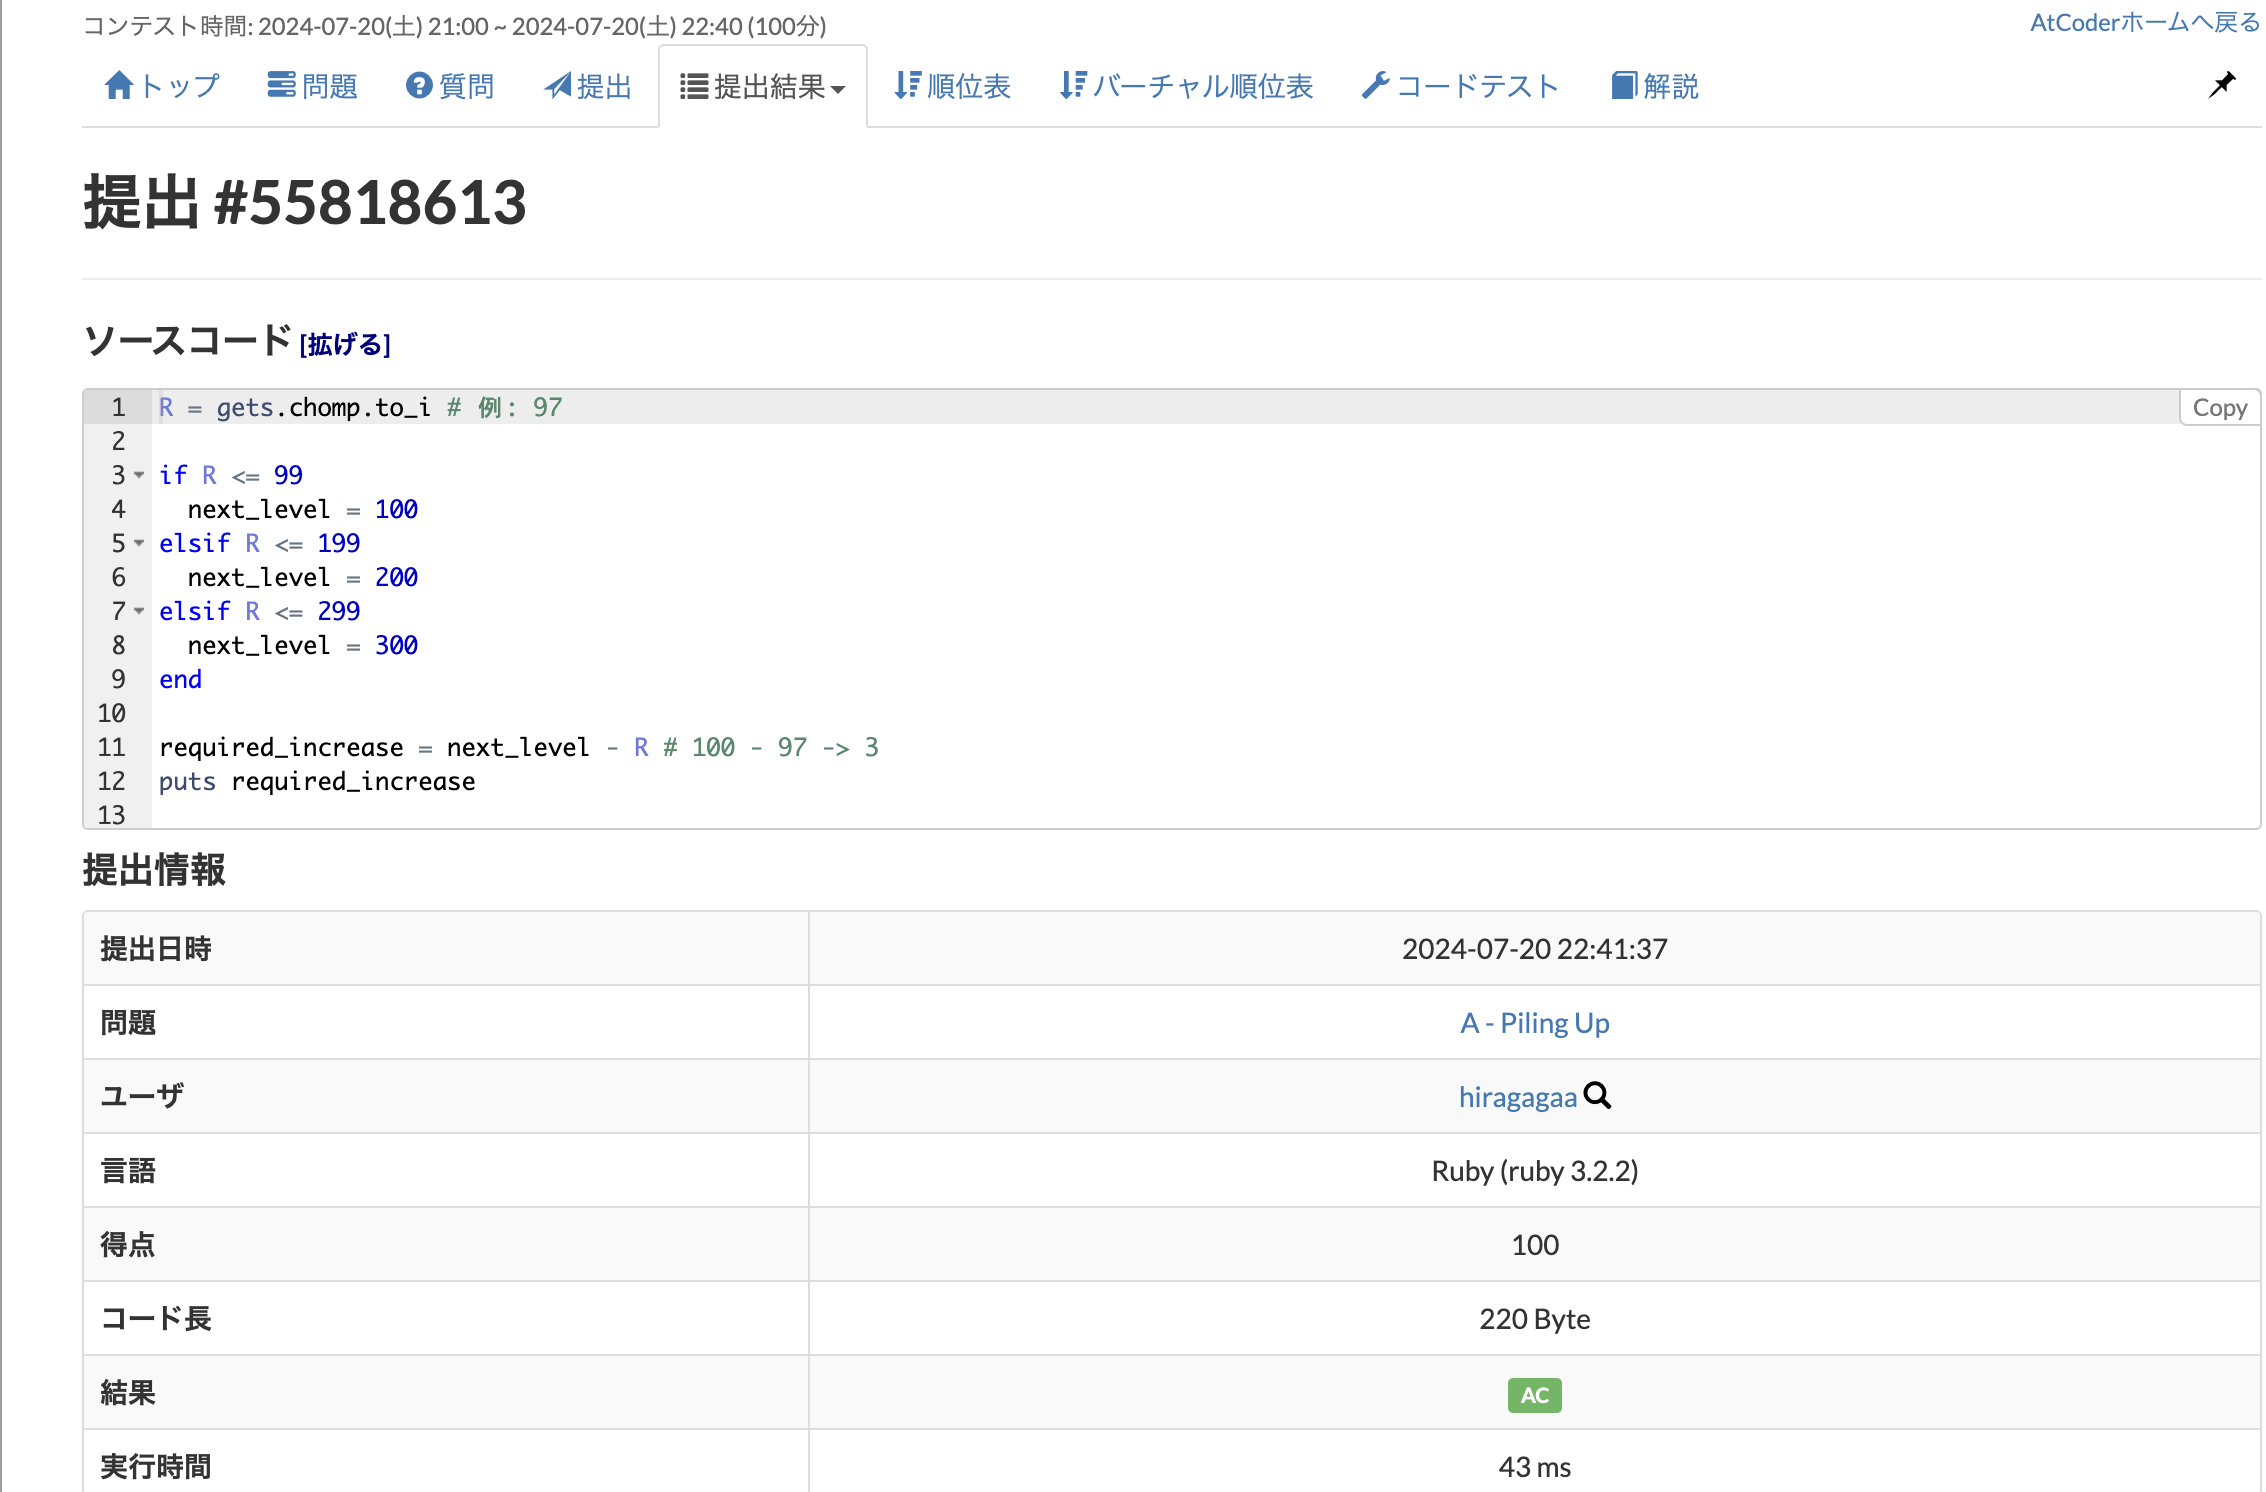 コンテスト時間: 2024-07-20(土) 21:00 ~ 2024-07-20(土) 22:40 (100分)
AtCoderホームへ戻る
トップ 問題 質問 提出 提出結果 順位表 バーチャル順位表 コードテスト 解説
提出 #55818613
ソースコード [拡げる]
Copy
1 R = gets.chomp.to_i # 例: 97
2
3 if R <= 99
4   next_level = 100
5 elsif R <= 199
6   next_level = 200
7 elsif R <= 299
8   next_level = 300
9 end
10
11 required_increase = next_level - R # 100 - 97 -> 3
12 puts required_increase
13
提出情報
提出日時 2024-07-20 22:41:37
問題 A - Piling Up
ユーザ hiragagaa
言語 Ruby (ruby 3.2.2)
得点 100
コード長 220 Byte
結果 AC
実行時間 43 ms